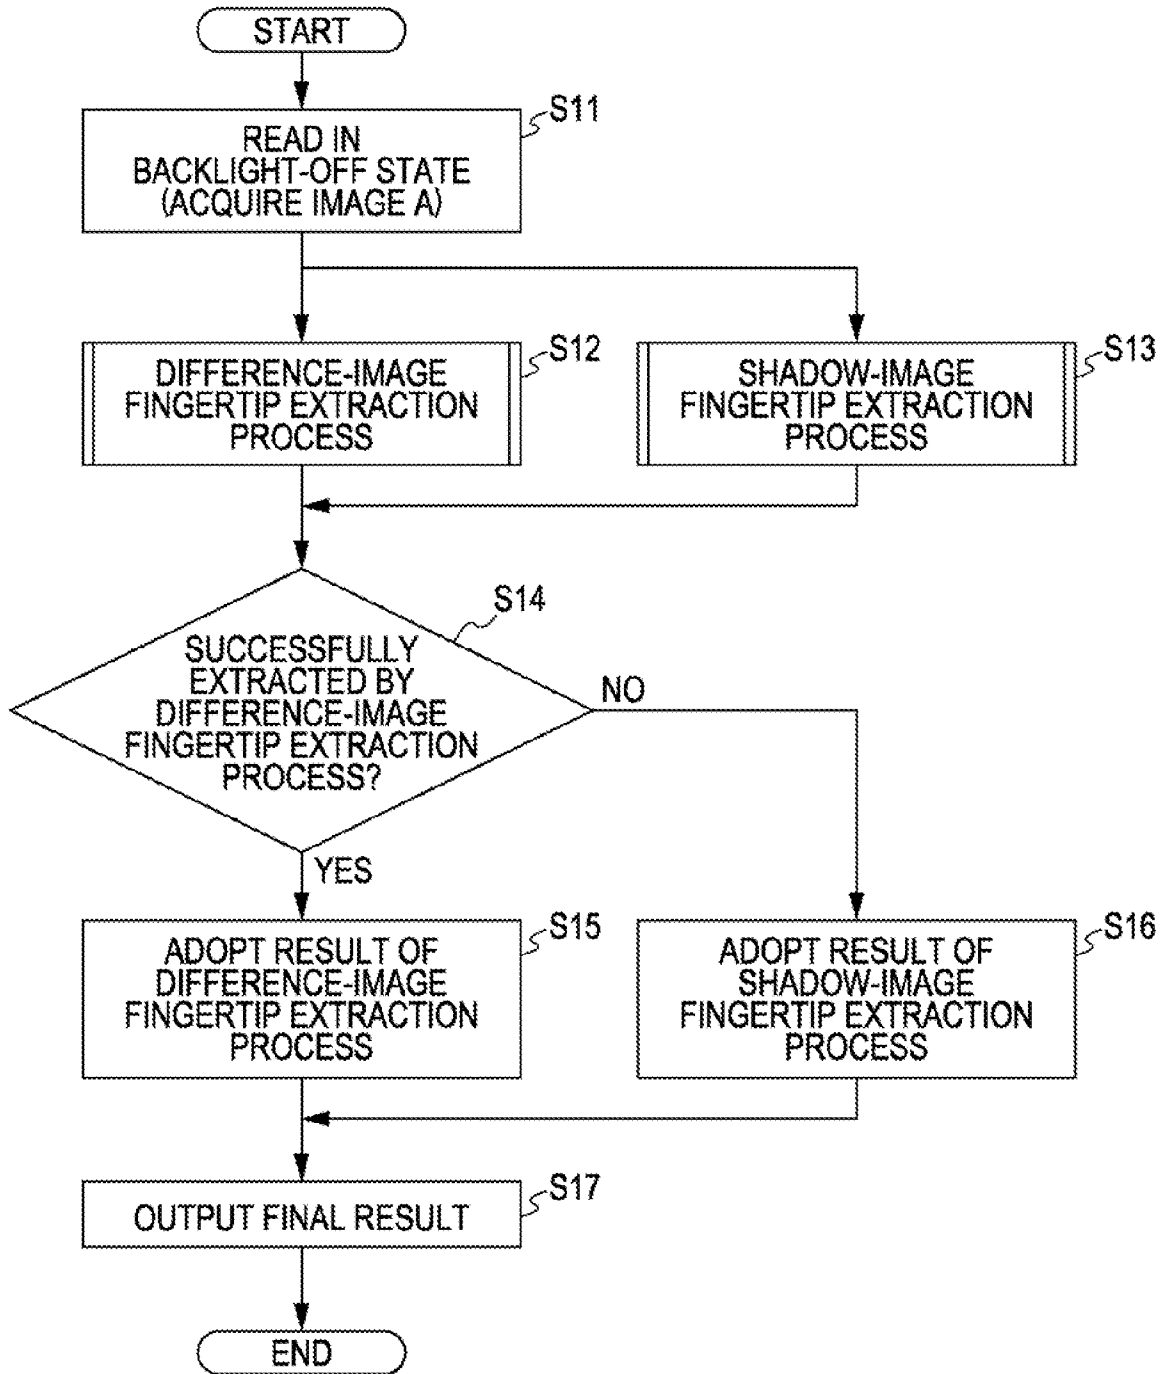 START
S11
READ IN
BACKLIGHT-OFF STATE
(ACQUIRE IMAGE A)
S12
DIFFERENCE-IMAGE
FINGERTIP EXTRACTION
PROCESS
S13
SHADOW-IMAGE
FINGERTIP EXTRACTION
PROCESS
S14
SUCCESSFULLY
EXTRACTED BY
DIFFERENCE-IMAGE
FINGERTIP EXTRACTION
PROCESS?
NO
YES
S15
ADOPT RESULT OF
DIFFERENCE-IMAGE
FINGERTIP EXTRACTION
PROCESS
S16
ADOPT RESULT OF
SHADOW-IMAGE
FINGERTIP EXTRACTION
PROCESS
S17
OUTPUT FINAL RESULT
END